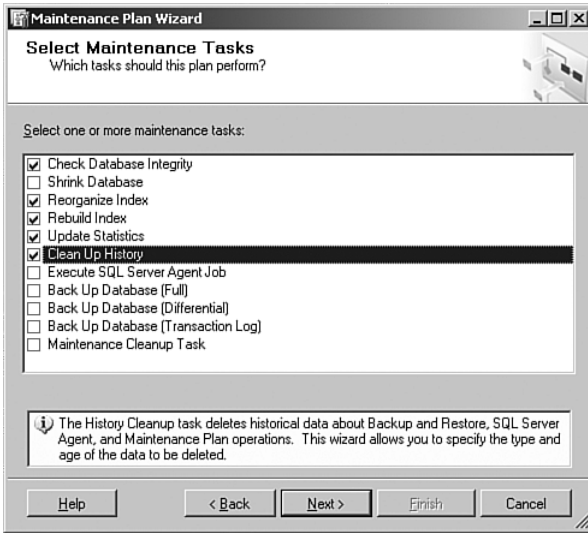 Maintenance Plan Wizard
Select Maintenance Tasks
Which tasks should this plan perform?
Select one or more maintenance tasks:
Check Database Integrity
Shrink Database
Reorganize Index
Rebuild Index
Update Statistics
Clean Up History
Execute SQL Server Agent Job
Back Up Database (Full)
Back Up Database (Differential)
Back Up Database (Transaction Log)
Maintenance Cleanup Task
The History Cleanup task deletes historical data about Backup and Restore, SQL Server
Agent, and Maintenance Plan operations. This wizard allows you to specify the type and
age of the data to be deleted.
Help < Back Next > Finish Cancel